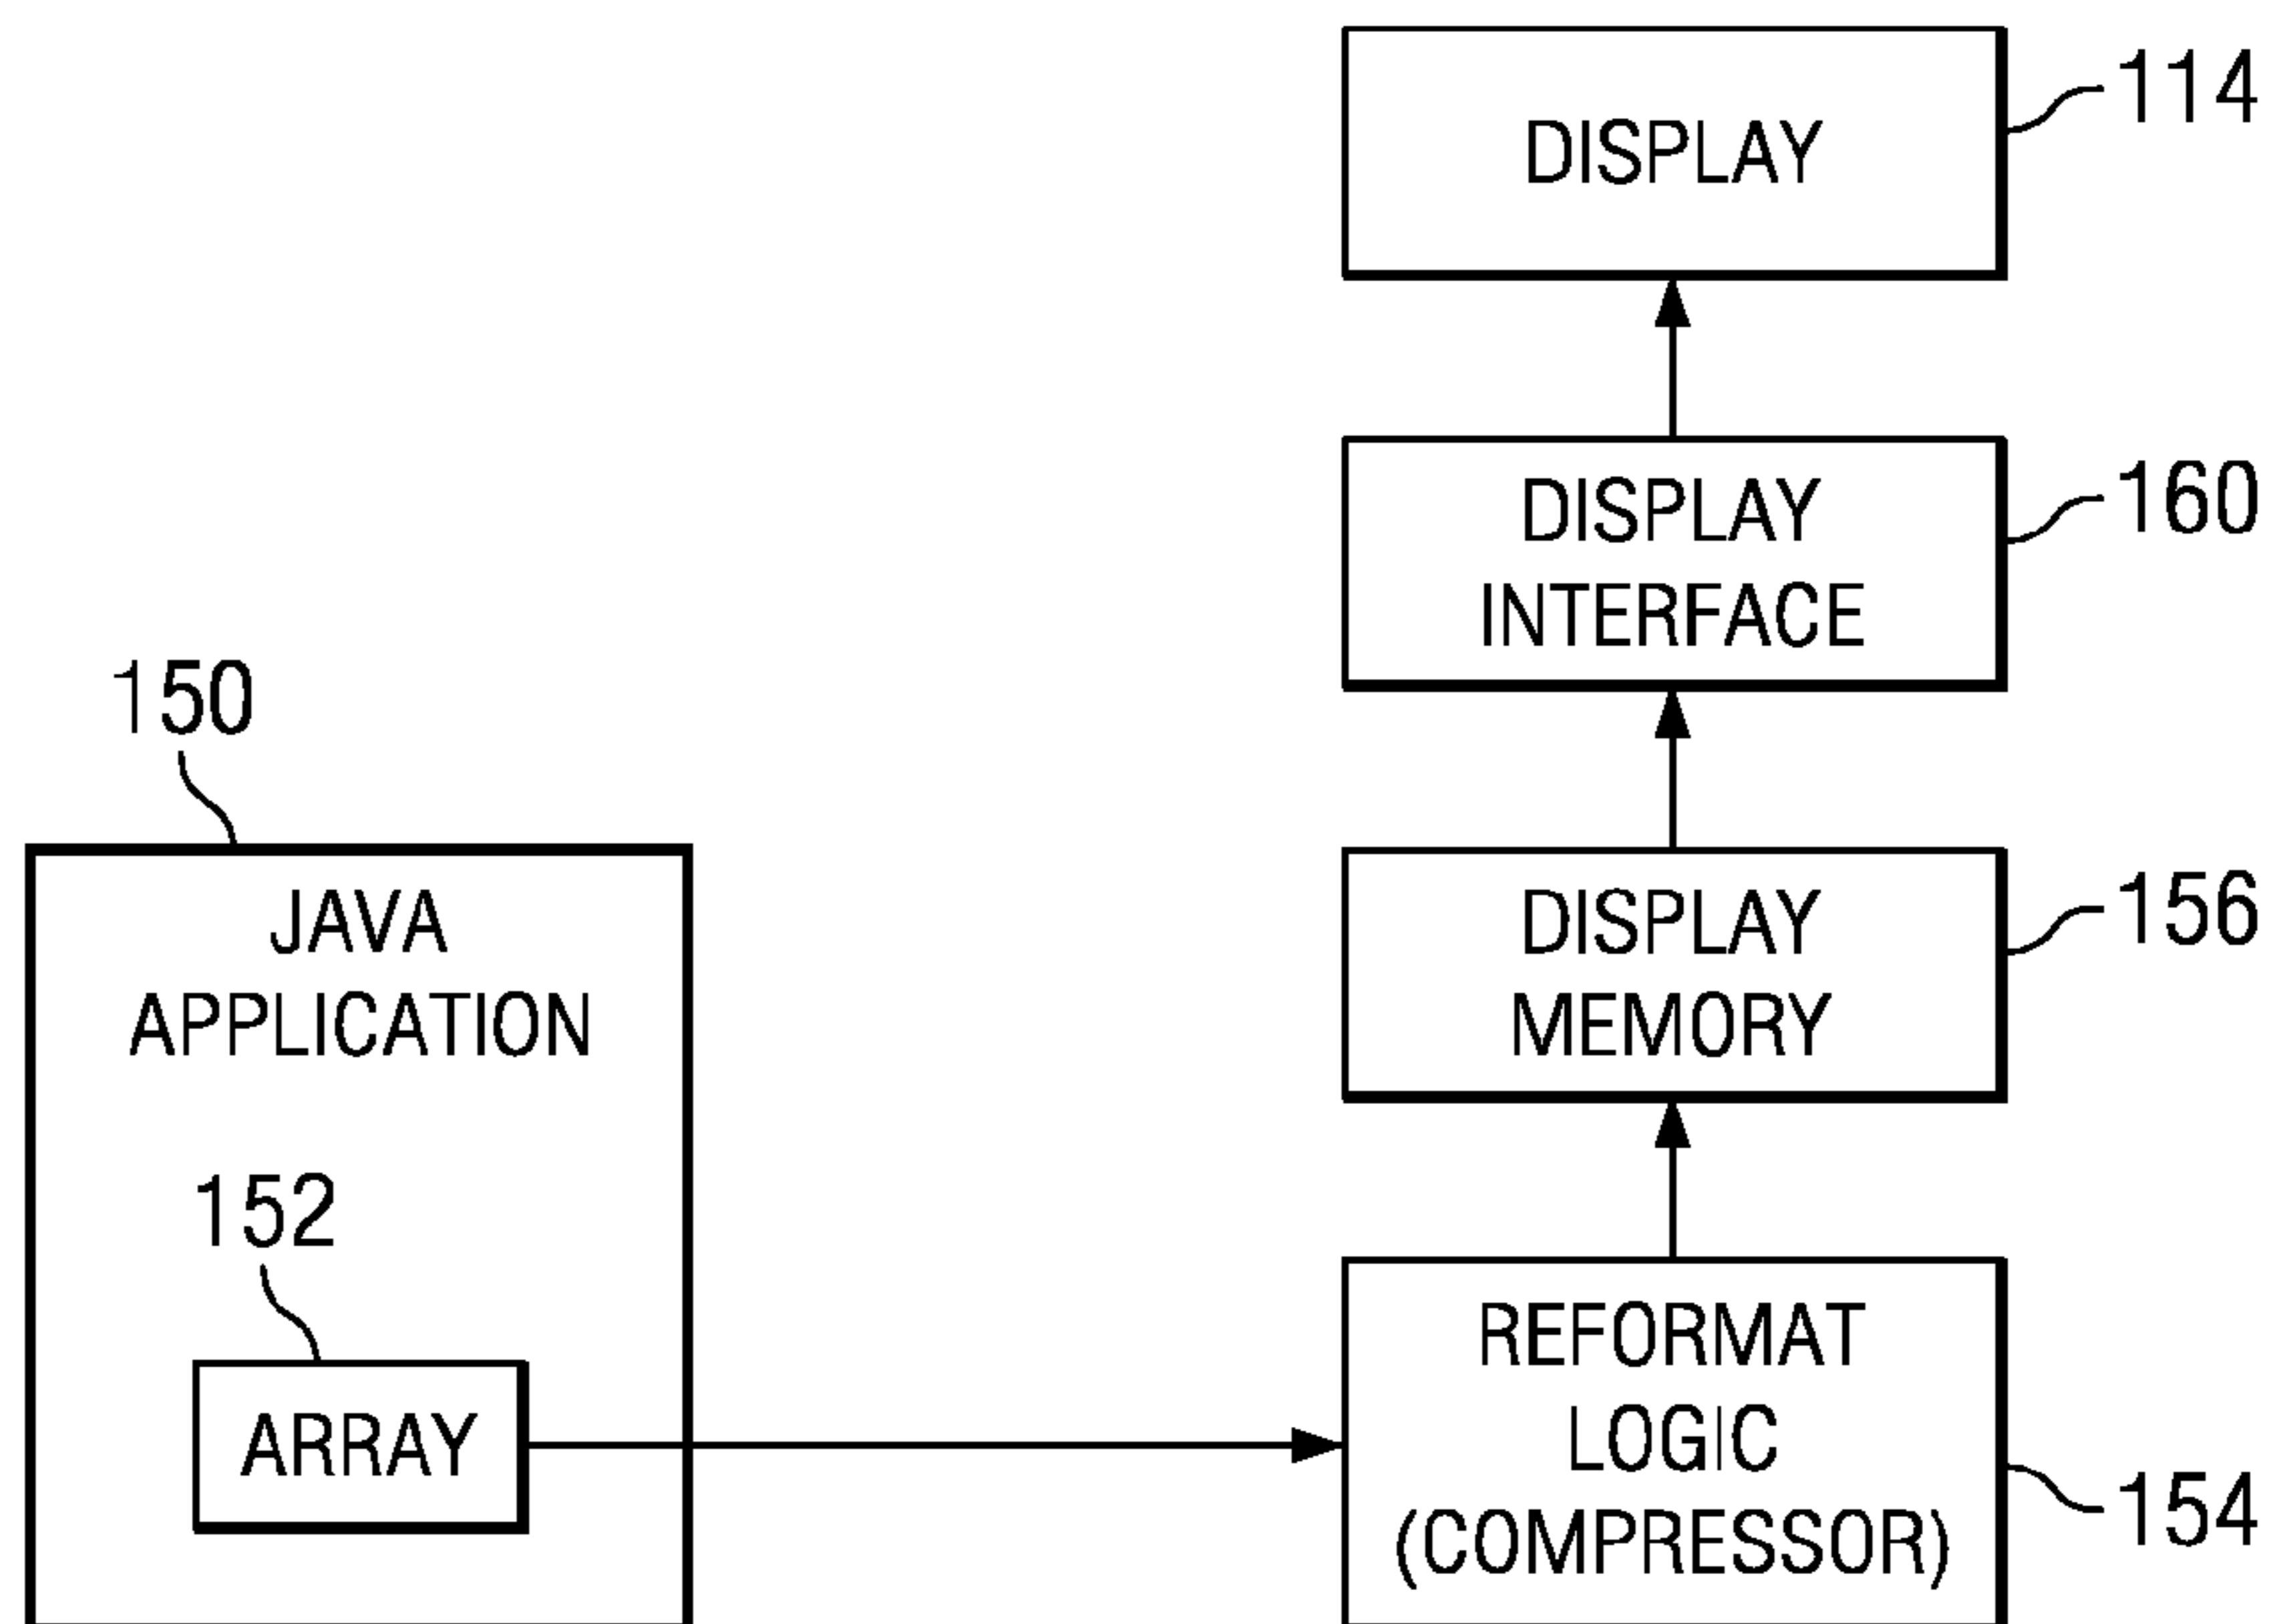 DISPLAY
114
DISPLAY
INTERFACE
160
150
JAVA
APPLICATION
DISPLAY
MEMORY
156
152
ARRAY
REFORMAT
LOGIC
(COMPRESSOR)
154